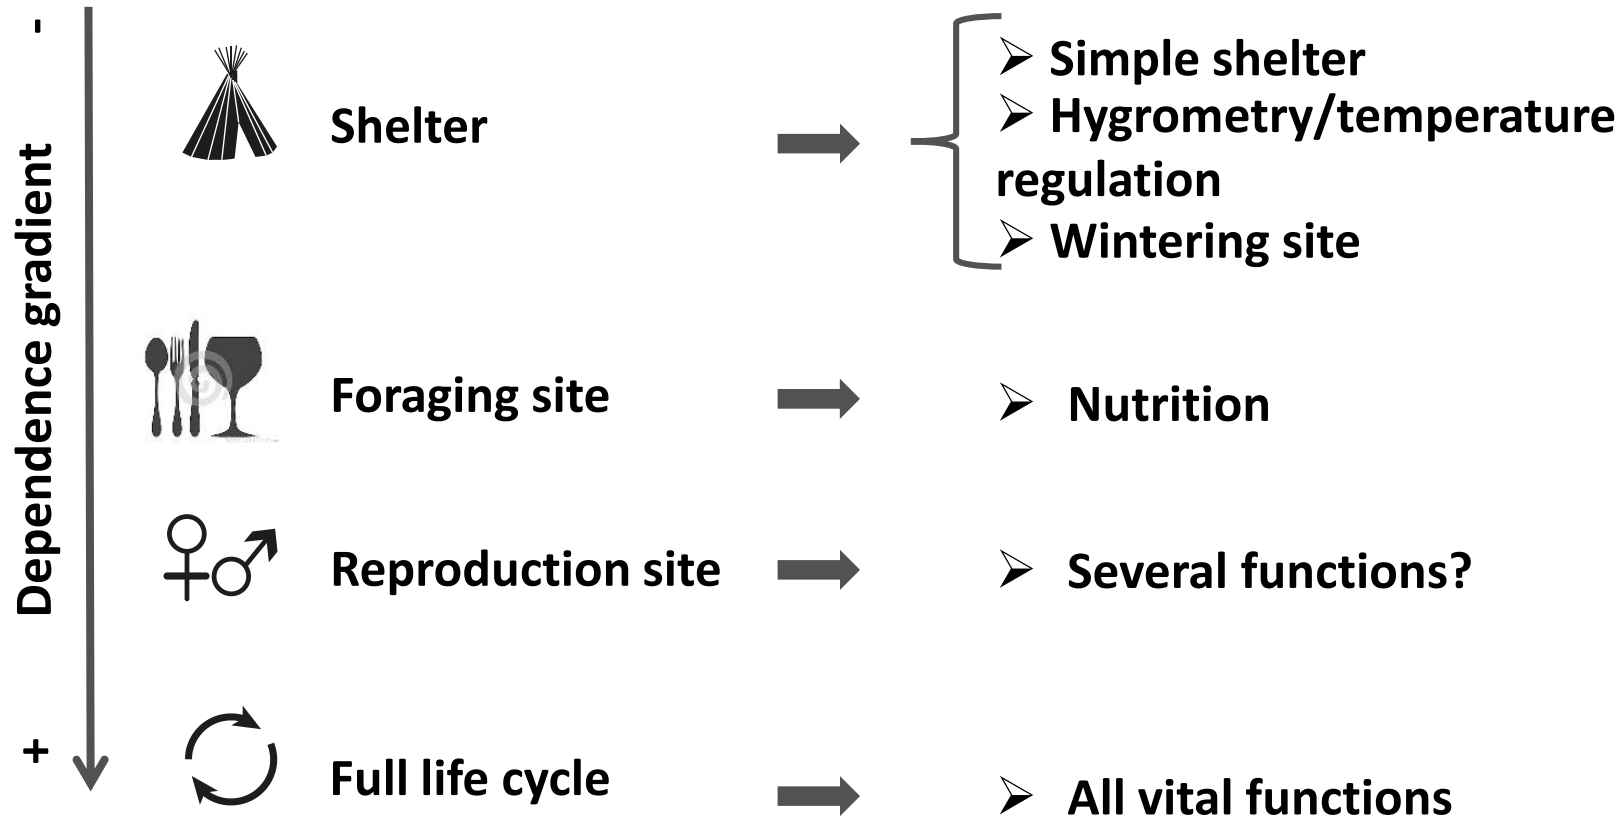 -
Dependence gradient
+
Shelter
➢ Simple shelter
➢ Hygrometry/temperature
regulation
➢ Wintering site
Foraging site
➢ Nutrition
Reproduction site
➢ Several functions?
Full life cycle
➢ All vital functions